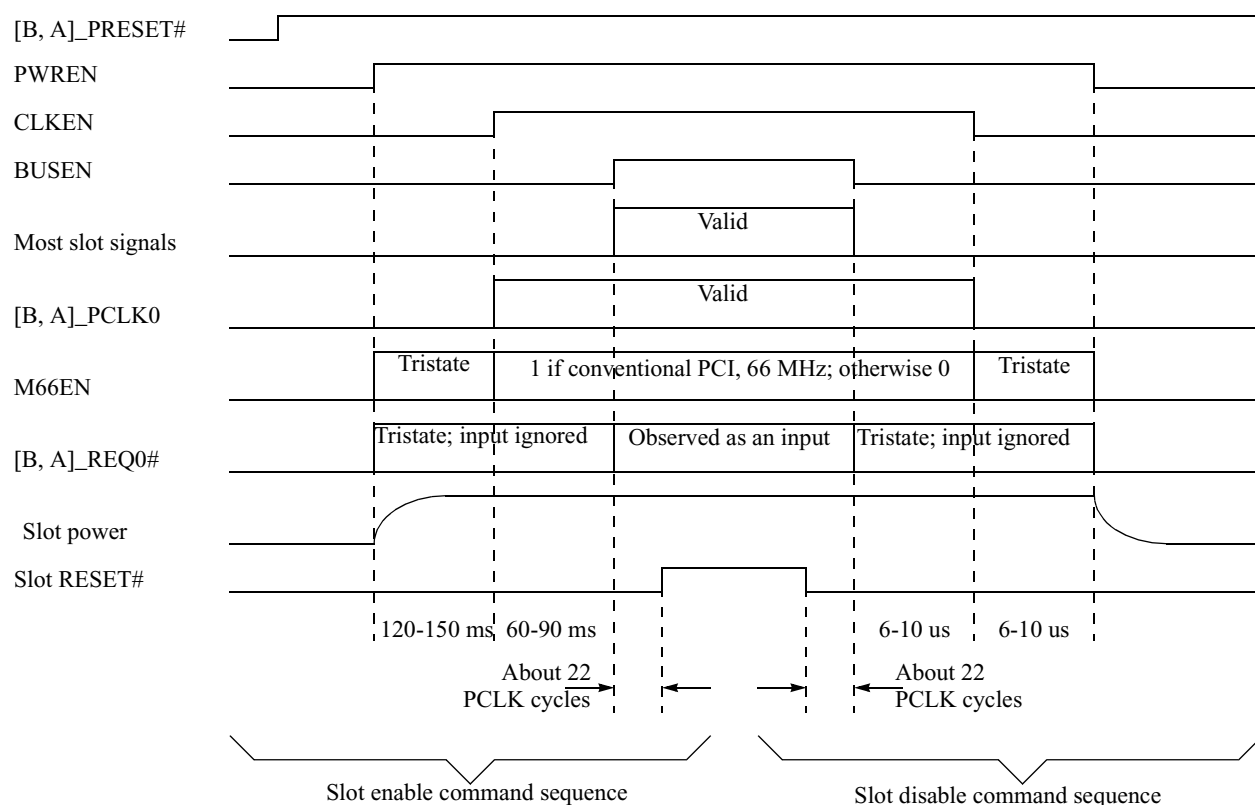 [B, A]_PRESET#
PWREN
CLKEN
BUSEN
Most slot signals
Valid
[B, A]_PCLK0
Valid
M66EN
Tristate
1 if conventional PCI, 66 MHz; otherwise 0
Tristate
[B, A]_REQ0#
Tristate; input ignored
Observed as an input
Tristate; input ignored
Slot power
Slot RESET#
120-150 ms
60-90 ms
6-10 us
6-10 us
About 22
PCLK cycles
About 22
PCLK cycles
Slot enable command sequence
Slot disable command sequence